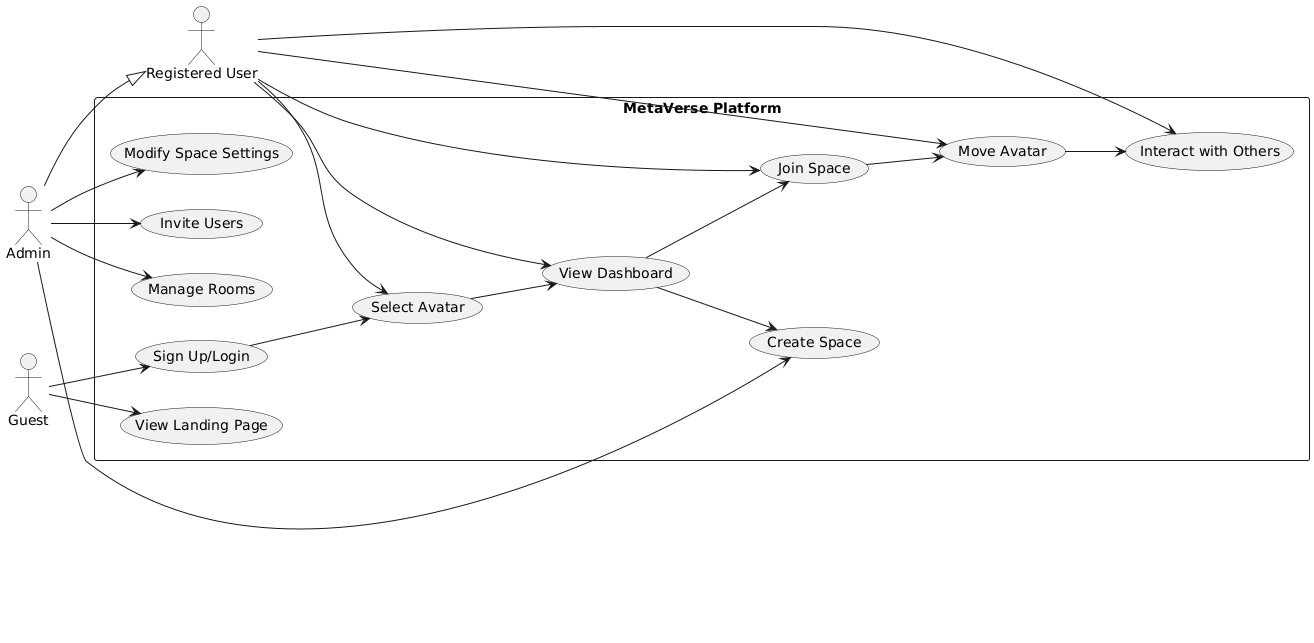 Registered User
MetaVerse Platform
Modify Space Settings
Interact with Others
Move Avatar
Join Space
Invite Users
Admin
View Dashboard
Manage Rooms
Select Avatar
Create Space
Sign Up/Login
Guest
View Landing Page